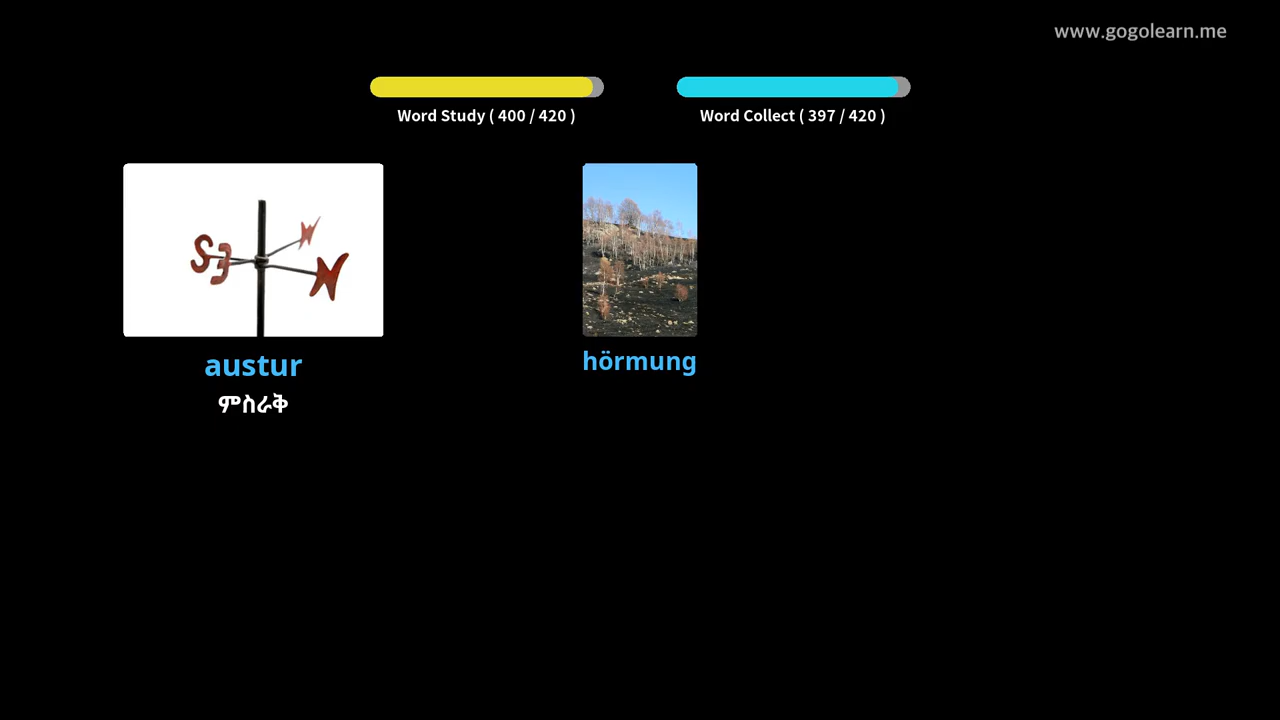 www.gogolearn.me
Word Study ( 400 / 420 )
Word Collect ( 397 / 420 )
S E N
austur
ምስራቅ
hörmung